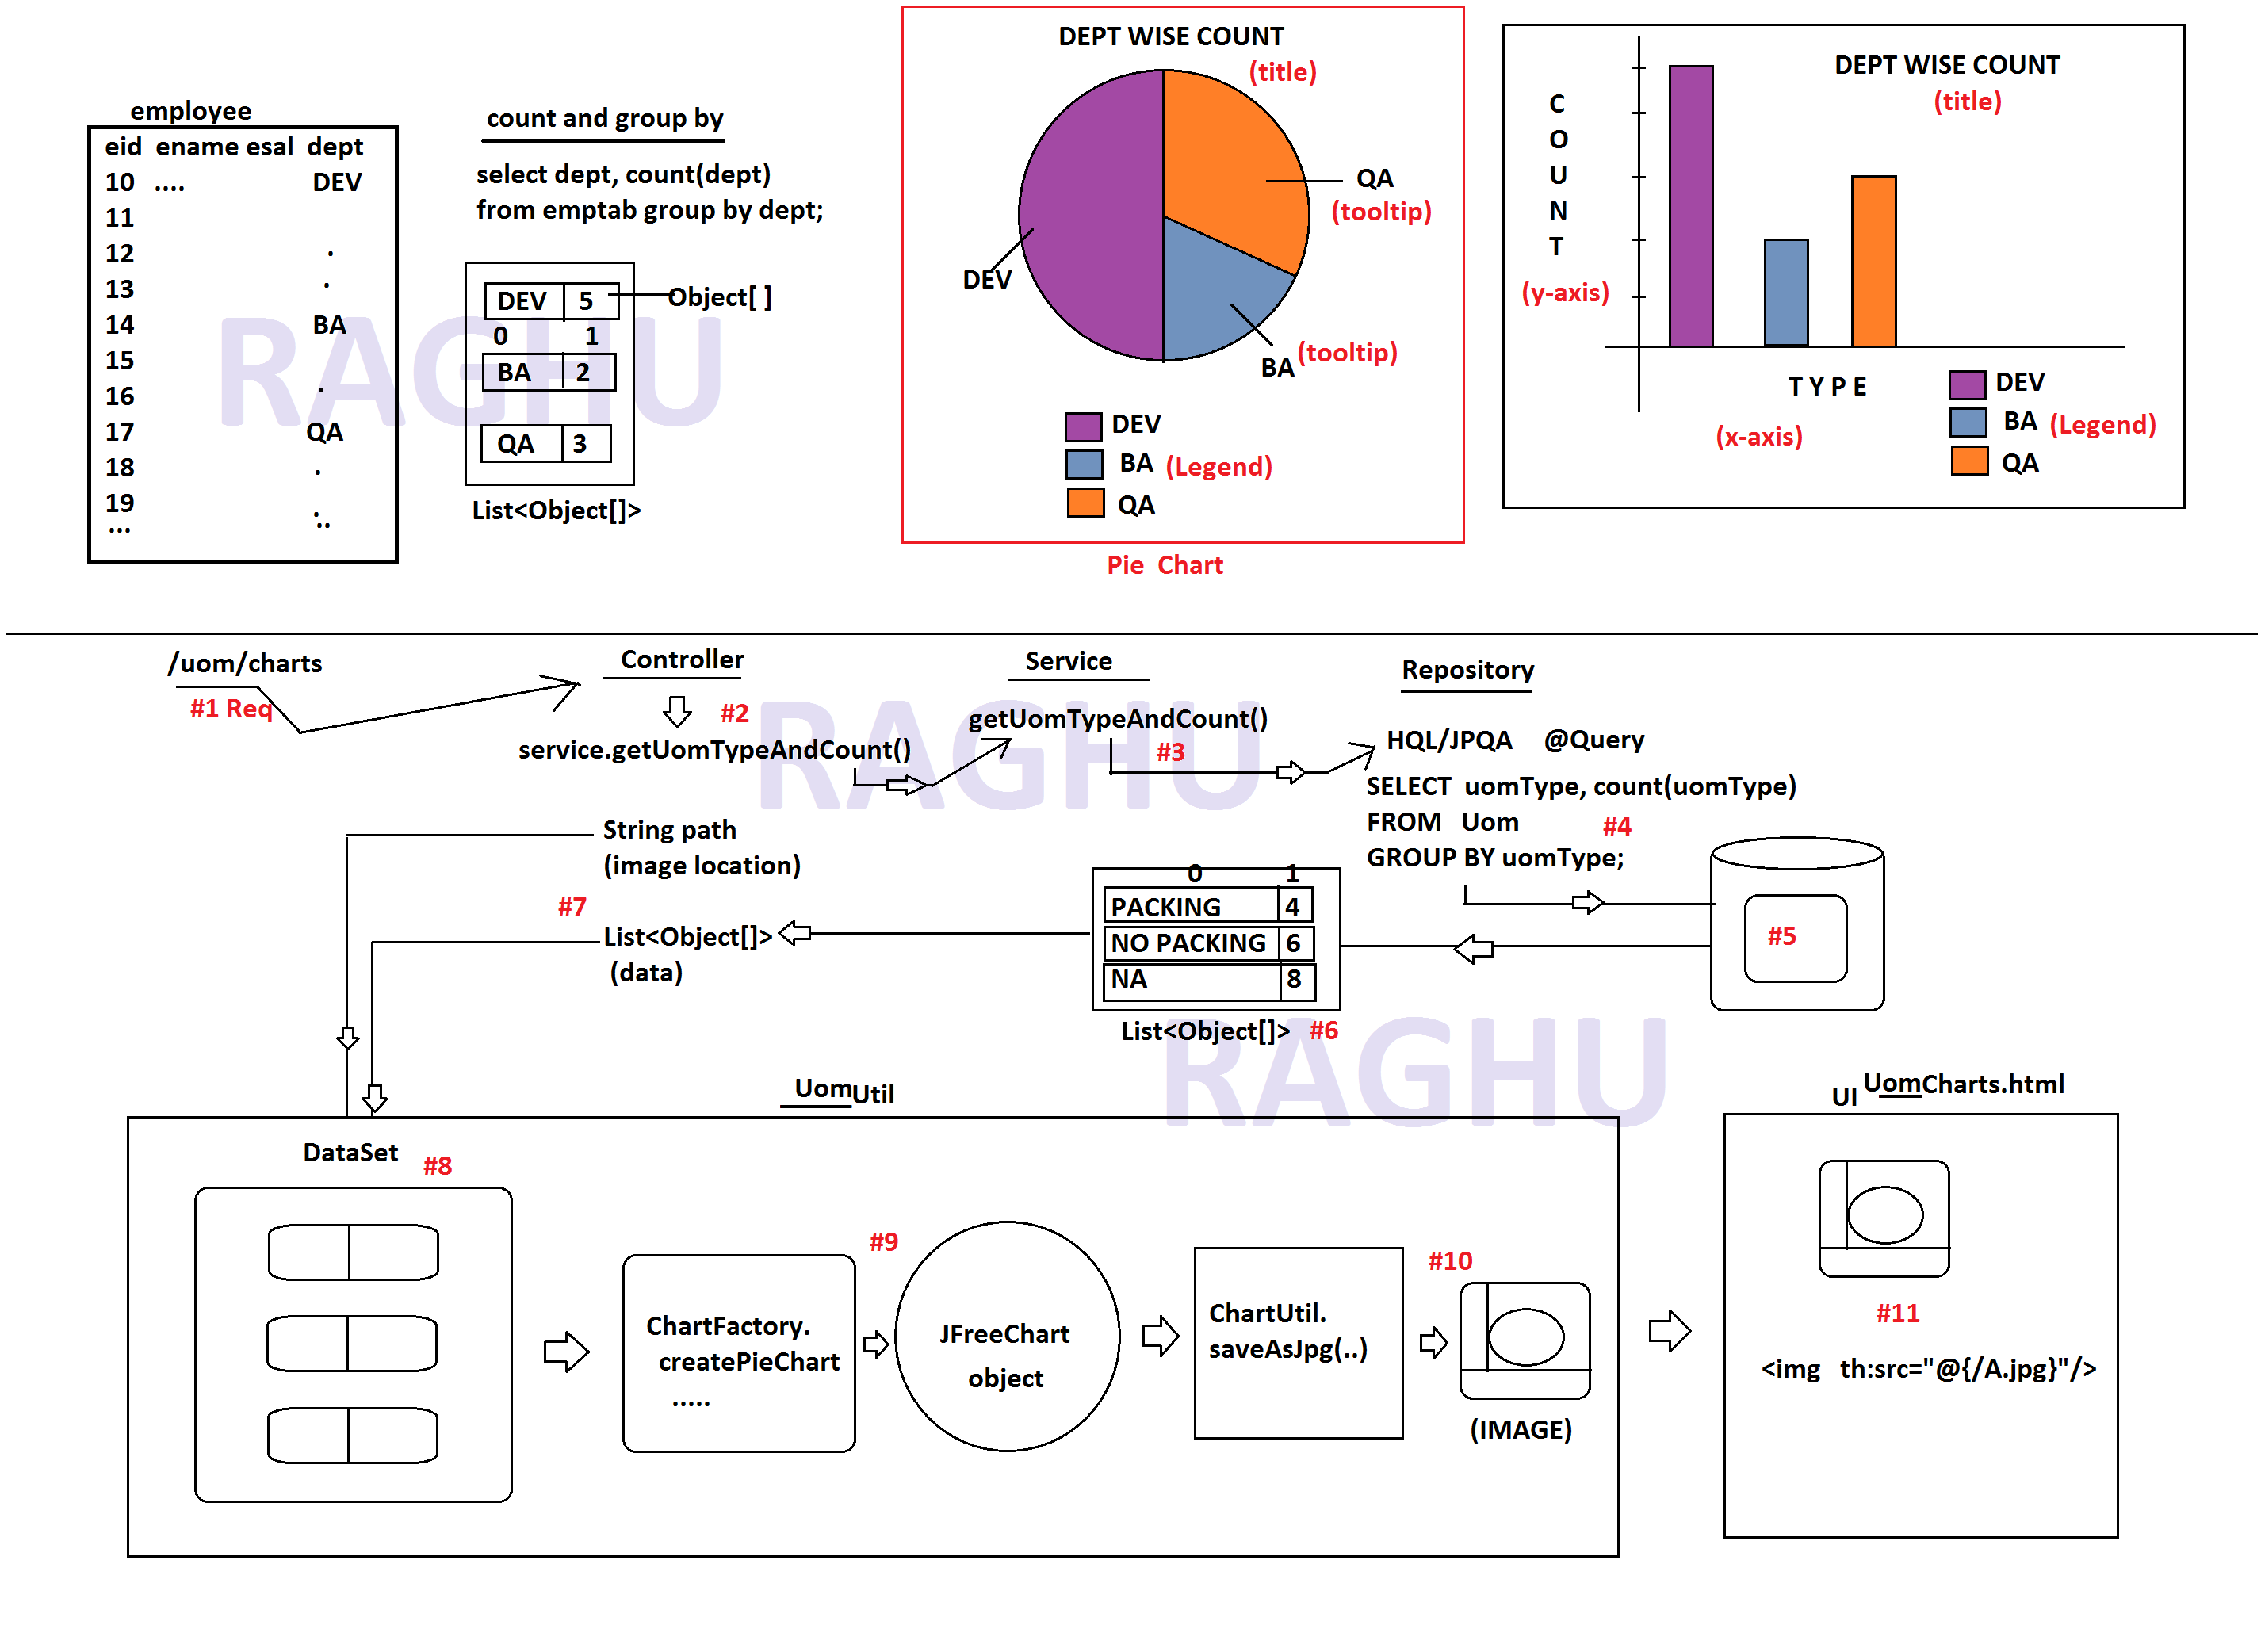 employee
eid ename esal dept
10 .... DEV
11
12 .
13 .
14 BA
15
16 .
17 QA
18 .
19 .
... ..
count and group by
select dept, count(dept)
from emptab group by dept;
DEV 5 Object[ ]
0 1
BA 2
QA 3
List<Object[]>
DEPT WISE COUNT
(title)
QA
(tooltip)
DEV
BA (tooltip)
DEV
BA (Legend)
QA
Pie Chart
DEPT WISE COUNT
(title)
C
O
U
N
T
(y-axis)
T Y P E
(x-axis)
DEV
BA (Legend)
QA
RAGHU
/uom/charts
#1 Req
Controller
#2
service.getUomTypeAndCount()
Service
getUomTypeAndCount()
#3
Repository
HQL/JPQA @Query
SELECT uomType, count(uomType)
FROM Uom #4
GROUP BY uomType;
#5
RAGHU
String path
(image location)
#7
List<Object[]>
(data)
0 1
PACKING 4
NO PACKING 6
NA 8
List<Object[]> #6
RAGHU
UomUtil
DataSet #8
ChartFactory.
createPieChart
.....
#9
JFreeChart
object
ChartUtil.
saveAsJpg(..)
#10
(IMAGE)
UI UomCharts.html
#11
<img th:src="@{/A.jpg}"/>